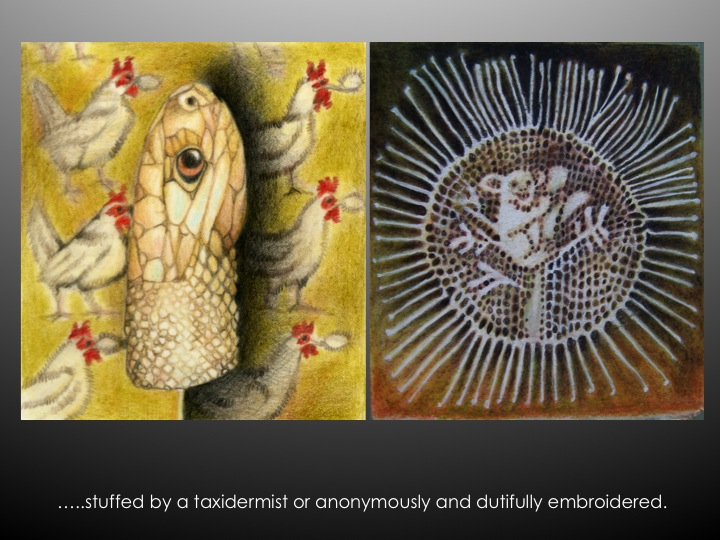 …..stuffed by a taxidermist or anonymously and dutifully embroidered.